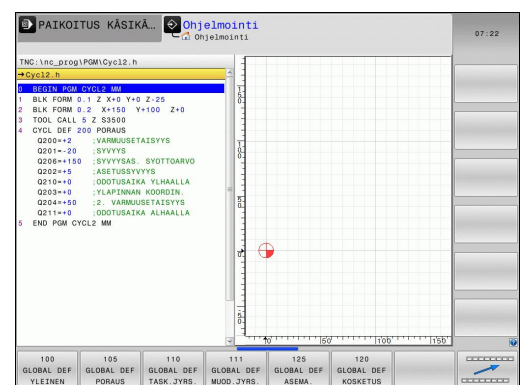 PAIKOITUS KÄSIKÄ...
Ohjelmointi
Ohjelmointi
07:22
TNC:\nc_prog\PGM\Cycl2.h
→Cycl2.h
0 BEGIN PGM CYCL2 MM
1 BLK FORM 0.1 Z X+0 Y+0 Z-25
2 BLK FORM 0.2 X+150 Y+100 Z+0
3 TOOL CALL 5 Z S3500
4 CYCL DEF 200 PORAUS
Q200=+2 ;VARMUUSETAISYYS
Q201=-20 ;SYVYYS
Q206=+150 ;SYVYYSAS. SYOTTOARVO
Q202=+5 ;ASETUSSYVYYS
Q210=+0 ;ODOTUSAIKA YLHAALLA
Q203=+0 ;YLAPINNAN KOORDIN.
Q204=+50 ;2. VARMUUSETAISYYS
Q211=+0 ;ODOTUSAIKA ALHAALLA
5 END PGM CYCL2 MM
150
100
50
0
-50
0 50 100 150
100 GLOBAL DEF YLEINEN
105 GLOBAL DEF PORAUS
110 GLOBAL DEF TASK.JYRS.
111 GLOBAL DEF MUOD.JYRS.
125 GLOBAL DEF ASEMA.
120 GLOBAL DEF KOSKETUS